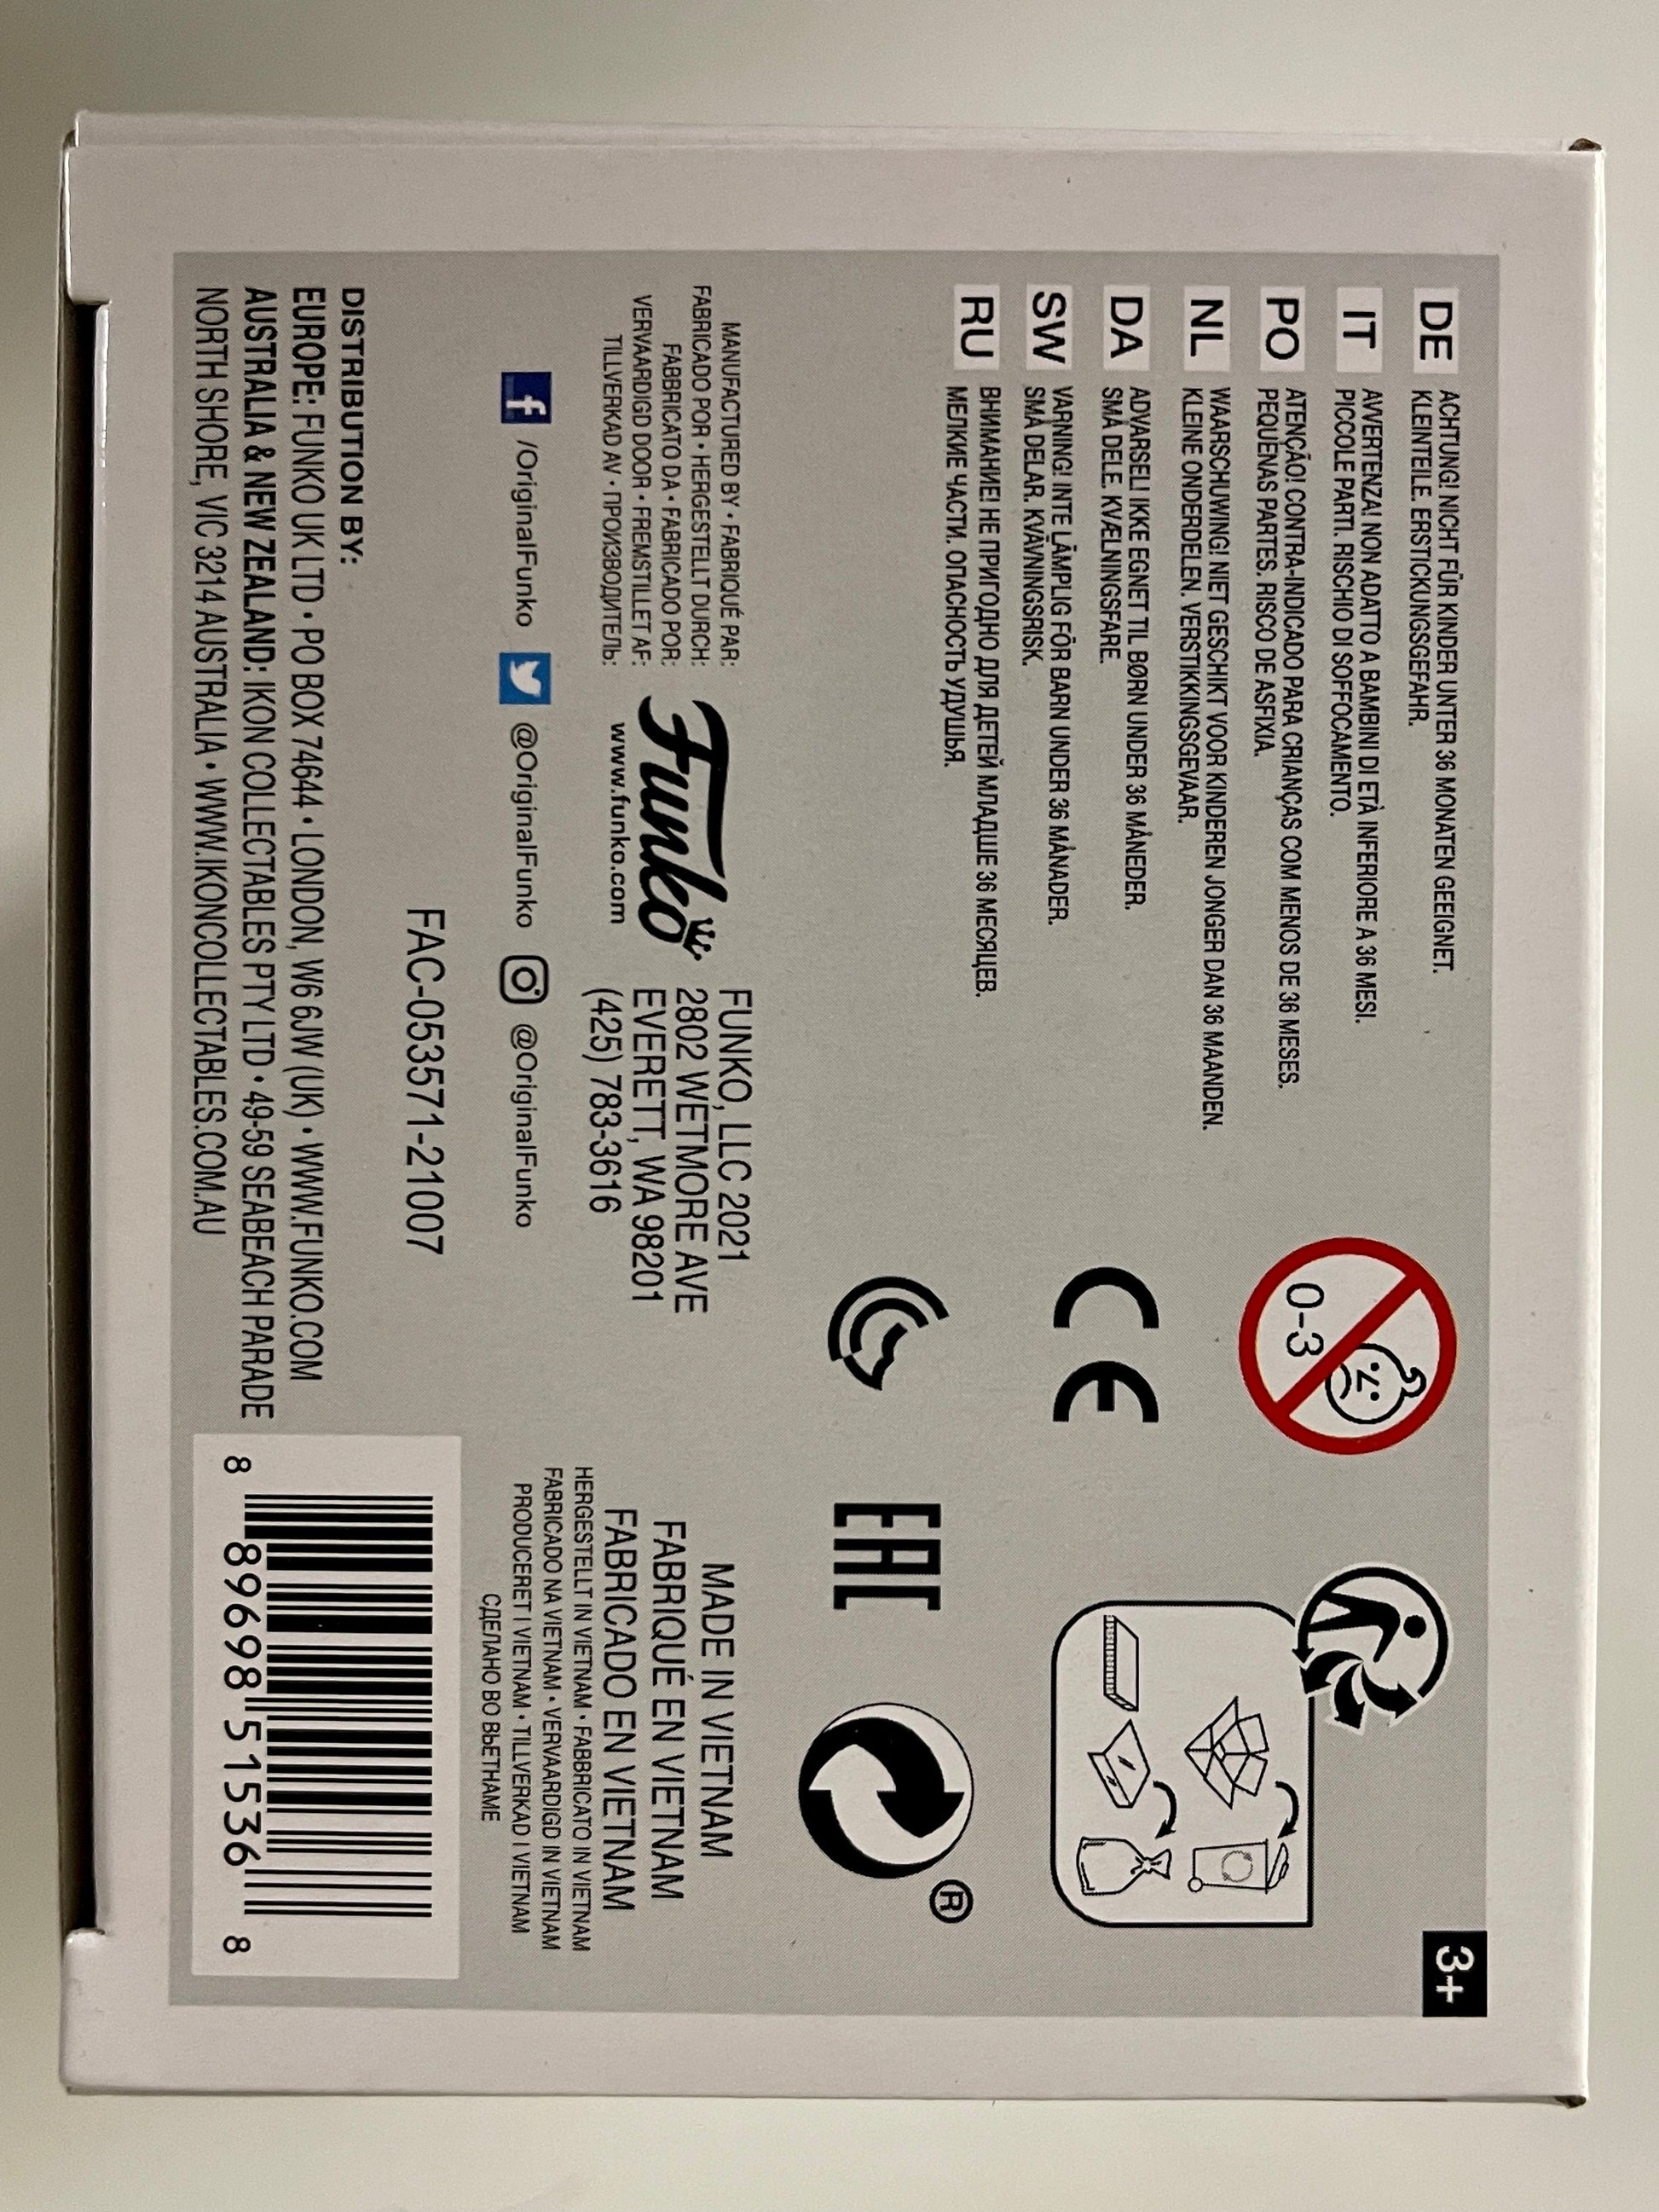 DE
ACHTUNG! NICHT FÜR KINDER UNTER 36 MONATEN GEEIGNET.
KLEINTEILE. ERSTICKUNGSGEFAHR.
IT
AVVERTENZA! NON ADATTO A BAMBINI DI ETÀ INFERIORE A 36 MESI.
PICCOLE PARTI. RISCHIO DI SOFFOCAMENTO.
PO
ATENÇÃO! CONTRA-INDICADO PARA CRIANÇAS COM MENOS DE 36 MESES.
PEQUENAS PARTES. RISCO DE ASFIXIA.
NL
WAARSCHUWING! NIET GESCHIKT VOOR KINDEREN JONGER DAN 36 MAANDEN.
KLEINE ONDERDELEN. VERSTIKKINGSGEVAAR.
DA
ADVARSEL! IKKE EGNET TIL BØRN UNDER 36 MÅNEDER.
SMÅ DELE. KVÆLNINGSFARE.
SW
VARNING! INTE LÄMPLIG FÖR BARN UNDER 36 MÅNADER.
SMÅ DELAR. KVÄVNINGSRISK.
RU
ВНИМАНИЕ! НЕ ПРИГОДНО ДЛЯ ДЕТЕЙ МЛАДШЕ 36 МЕСЯЦЕВ.
МЕЛКИЕ ЧАСТИ. ОПАСНОСТЬ УДУШЬЯ.
0-3
3+
CE
EAC
®
MANUFACTURED BY • FABRIQUÉ PAR:
FABRICADO POR • HERGESTELLT DURCH:
FABBRICATO DA • FABRICADO POR:
VERVAARDIGD DOOR • FREMSTILLET AF:
TILLVERKAD AV • ПРОИЗВОДИТЕЛЬ:
Funko
www.funko.com
FUNKO, LLC 2021
2802 WETMORE AVE
EVERETT, WA 98201
(425) 783-3616
MADE IN VIETNAM
FABRIQUÉ EN VIETNAM
FABRICADO EN VIETNAM
HERGESTELLT IN VIETNAM • FABBRICATO IN VIETNAM
FABRICADO NA VIETNAM • VERVAARDIGD IN VIETNAM
PRODUCERET I VIETNAM • TILLVERKAD I VIETNAM
СДЕЛАНО ВО ВЬЕТНАМЕ
/OriginalFunko @OriginalFunko @OriginalFunko
FAC-053571-21007
DISTRIBUTION BY:
EUROPE: FUNKO UK LTD • PO BOX 74644 • LONDON, W6 6JW (UK) • WWW.FUNKO.COM
AUSTRALIA & NEW ZEALAND: IKON COLLECTABLES PTY LTD • 49-59 SEABEACH PARADE
NORTH SHORE, VIC 3214 AUSTRALIA • WWW.IKONCOLLECTABLES.COM.AU
8 89698 51536 8